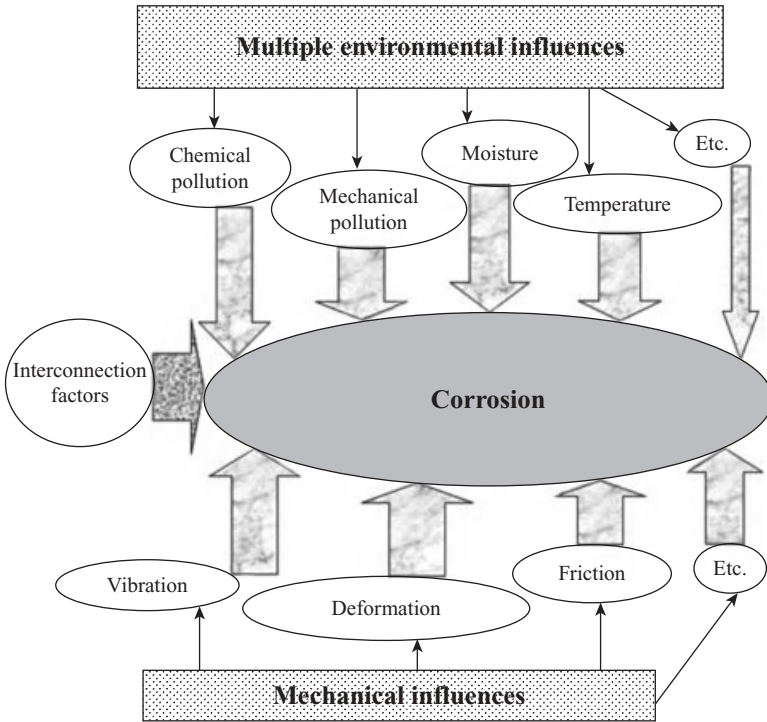 Multiple environmental influences
Chemical
pollution
Mechanical
pollution
Moisture
Temperature
Etc.
Interconnection
factors
Corrosion
Vibration
Deformation
Friction
Etc.
Mechanical influences